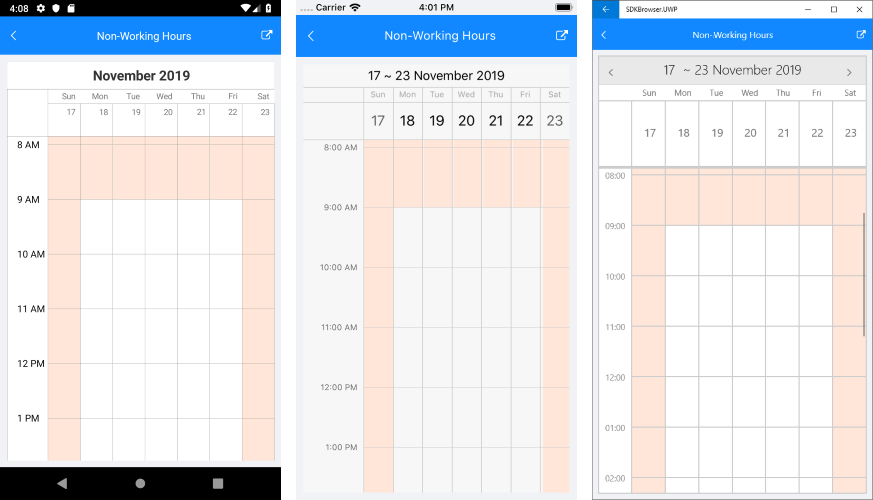 4:08
Non-Working Hours
November 2019
Sun Mon Tue Wed Thu Fri Sat
17 18 19 20 21 22 23
8 AM
9 AM
10 AM
11 AM
12 PM
1 PM
Carrier 4:01 PM
Non-Working Hours
17 ~ 23 November 2019
Sun Mon Tue Wed Thu Fri Sat
17 18 19 20 21 22 23
8:00 AM
9:00 AM
10:00 AM
11:00 AM
12:00 PM
1:00 PM
SDKBrowser.UWP
Non-Working Hours
17 ~ 23 November 2019
Sun Mon Tue Wed Thu Fri Sat
17 18 19 20 21 22 23
08:00
09:00
10:00
11:00
12:00
01:00
02:00